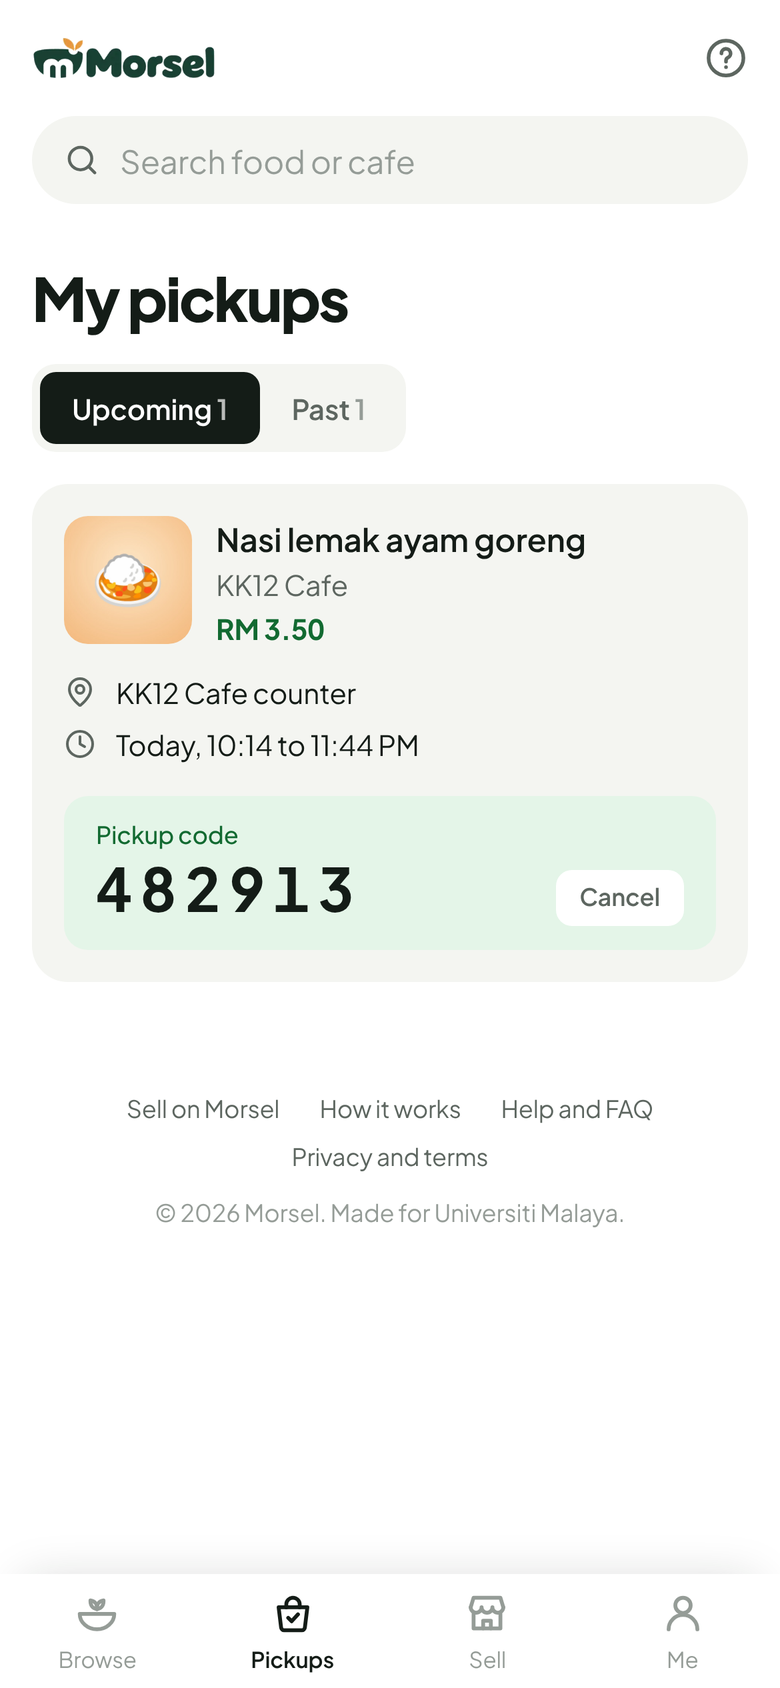 Morsel
Search food or cafe
My pickups
Upcoming 1
Past 1
Nasi lemak ayam goreng
KK12 Cafe
RM 3.50
KK12 Cafe counter
Today, 10:14 to 11:44 PM
Pickup code
482913
Cancel
Sell on Morsel How it works Help and FAQ
Privacy and terms
© 2026 Morsel. Made for Universiti Malaya.
Browse
Pickups
Sell
Me